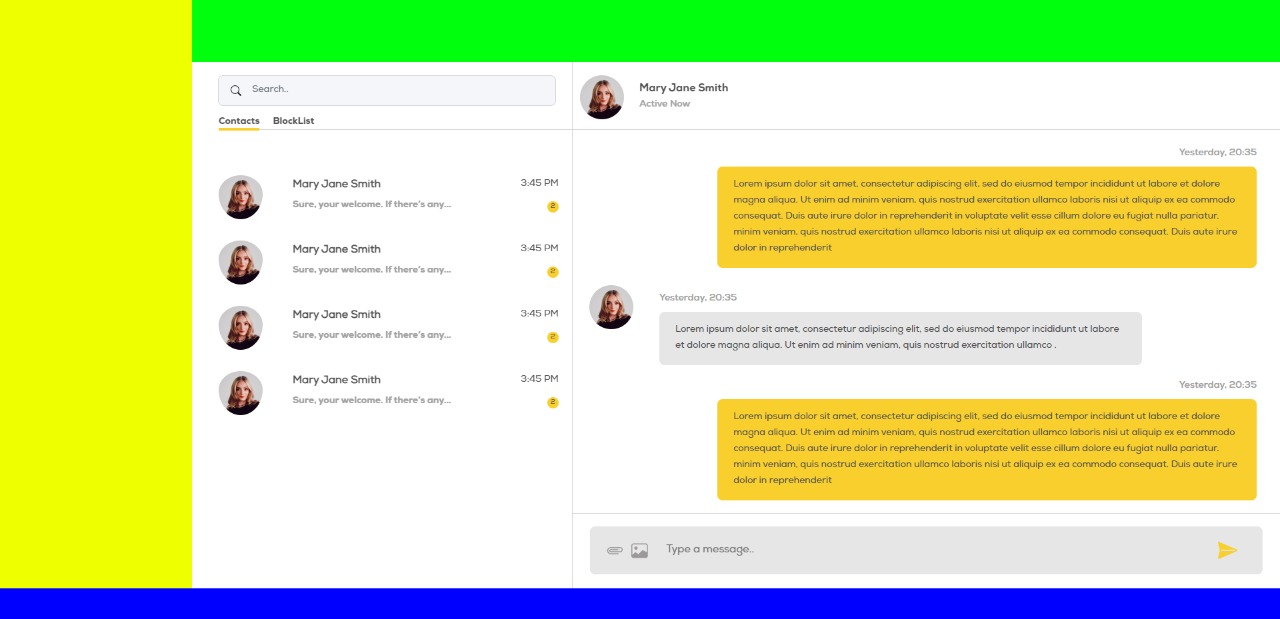 Search..
Contacts BlockList
Mary Jane Smith 3:45 PM
Sure, your welcome. If there's any... 2
Mary Jane Smith 3:45 PM
Sure, your welcome. If there's any... 2
Mary Jane Smith 3:45 PM
Sure, your welcome. If there's any... 2
Mary Jane Smith 3:45 PM
Sure, your welcome. If there's any... 2
Mary Jane Smith
Active Now
Yesterday, 20:35
Lorem ipsum dolor sit amet, consectetur adipiscing elit, sed do eiusmod tempor incididunt ut labore et dolore
magna aliqua. Ut enim ad minim veniam, quis nostrud exercitation ullamco laboris nisi ut aliquip ex ea commodo
consequat. Duis aute irure dolor in reprehenderit in voluptate velit esse cillum dolore eu fugiat nulla pariatur.
minim veniam, quis nostrud exercitation ullamco laboris nisi ut aliquip ex ea commodo consequat. Duis aute irure
dolor in reprehenderit
Yesterday, 20:35
Lorem ipsum dolor sit amet, consectetur adipiscing elit, sed do eiusmod tempor incididunt ut labore
et dolore magna aliqua. Ut enim ad minim veniam, quis nostrud exercitation ullamco .
Yesterday, 20:35
Lorem ipsum dolor sit amet, consectetur adipiscing elit, sed do eiusmod tempor incididunt ut labore et dolore
magna aliqua. Ut enim ad minim veniam, quis nostrud exercitation ullamco laboris nisi ut aliquip ex ea commodo
consequat. Duis aute irure dolor in reprehenderit in voluptate velit esse cillum dolore eu fugiat nulla pariatur.
minim veniam, quis nostrud exercitation ullamco laboris nisi ut aliquip ex ea commodo consequat. Duis aute irure
dolor in reprehenderit
Type a message..